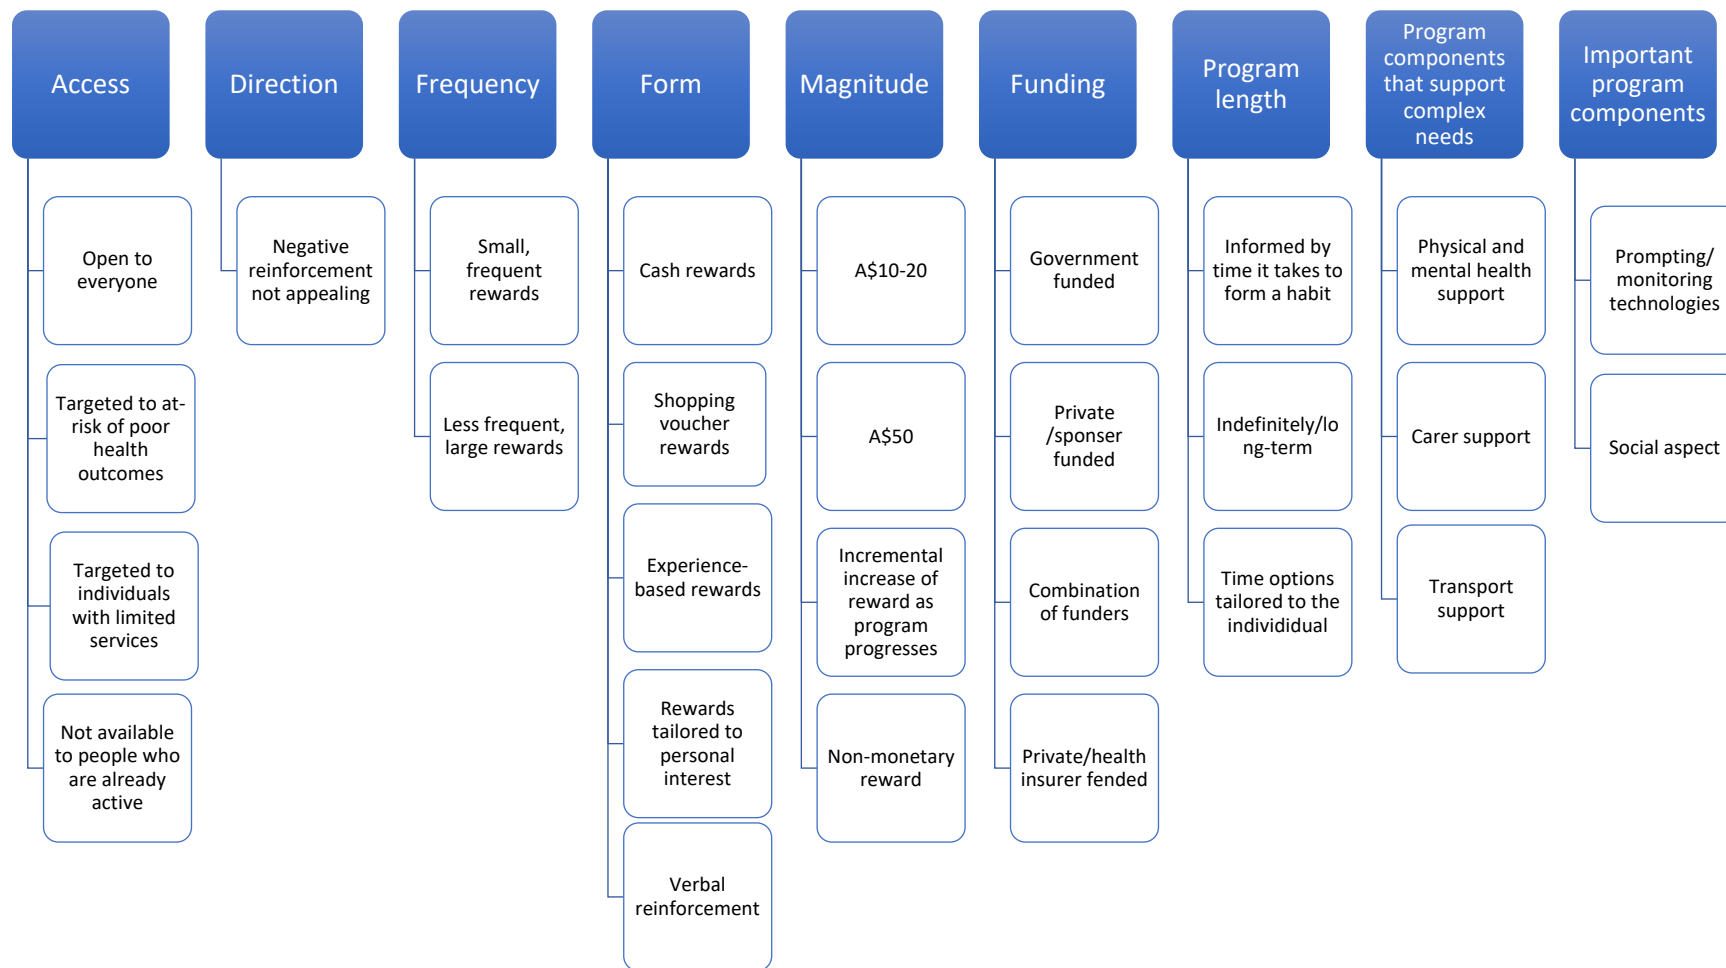 Access
Open to
everyone
Targeted to at-
risk of poor
health
outcomes
Targeted to
individuals
with limited
services
Not available
to people who
are already
active
Direction
Negative
reinforcement
not appealing
Frequency
Small,
frequent
rewards
Less frequent,
large rewards
Form
Cash rewards
Shopping
voucher
rewards
Experience-
based rewards
Rewards
tailored to
personal
interest
Verbal
reinforcement
Magnitude
A$10-20
A$50
Incremental
increase of
reward as
program
progresses
Non-monetary
reward
Funding
Government
funded
Private
/sponser
funded
Combination
of funders
Private/health
insurer fended
Program
length
Informed by
time it takes to
form a habit
Indefinitely/lo
ng-term
Time options
tailored to the
individidual
Program
components
that support
complex
needs
Physical and
mental health
support
Carer support
Transport
support
Important
program
components
Prompting/
monitoring
technologies
Social aspect